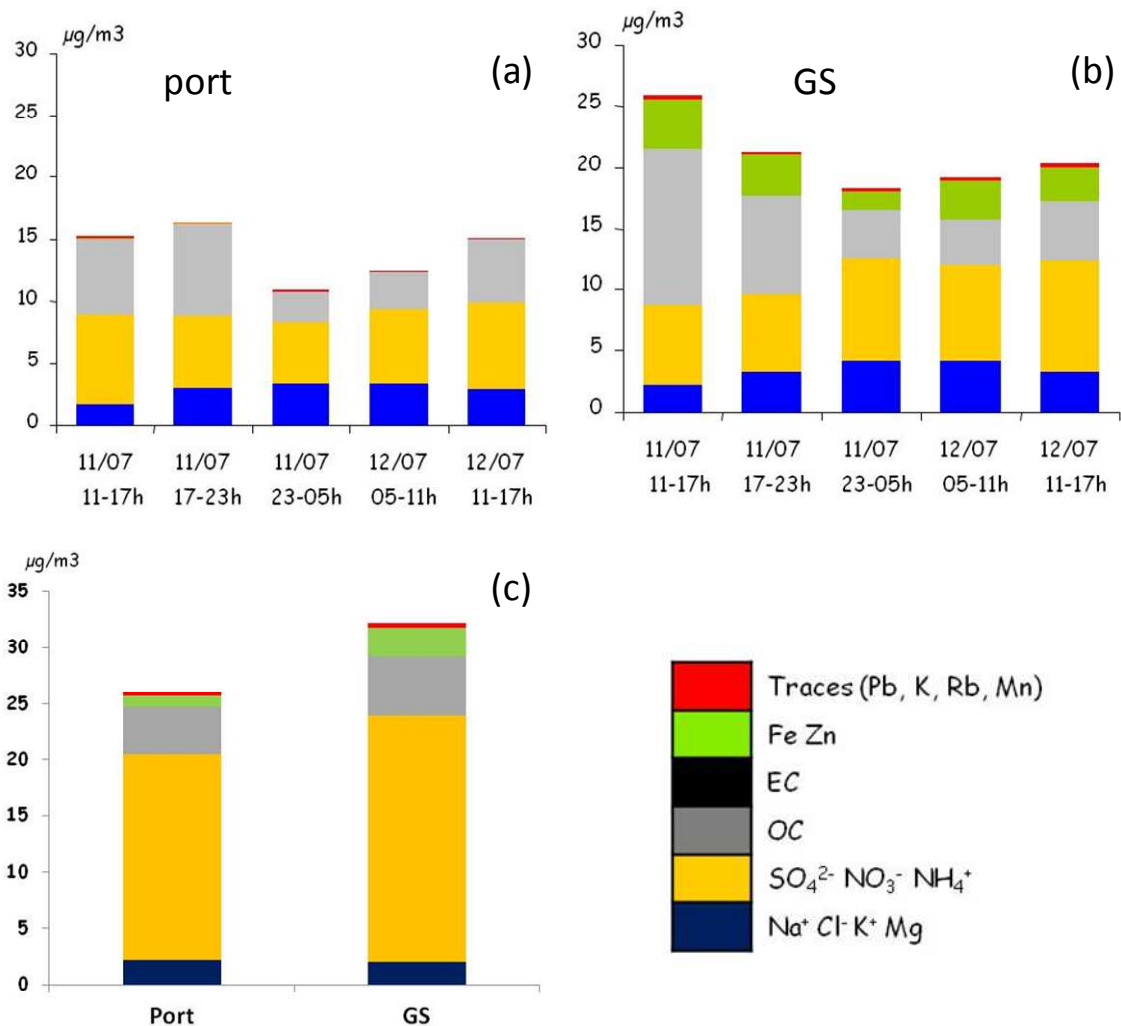 µg/m3
port
(a)
30
25
20
15
10
5
0
11/07 11/07 11/07 12/07 12/07
11-17h 17-23h 23-05h 05-11h 11-17h
µg/m3
GS
(b)
30
25
20
15
10
5
0
11/07 11/07 11/07 12/07 12/07
11-17h 17-23h 23-05h 05-11h 11-17h
µg/m3
(c)
35
30
25
20
15
10
5
0
Port GS
Traces (Pb, K, Rb, Mn)
Fe Zn
EC
OC
SO₄²⁻ NO₃⁻ NH₄⁺
Na⁺ Cl⁻ K⁺ Mg